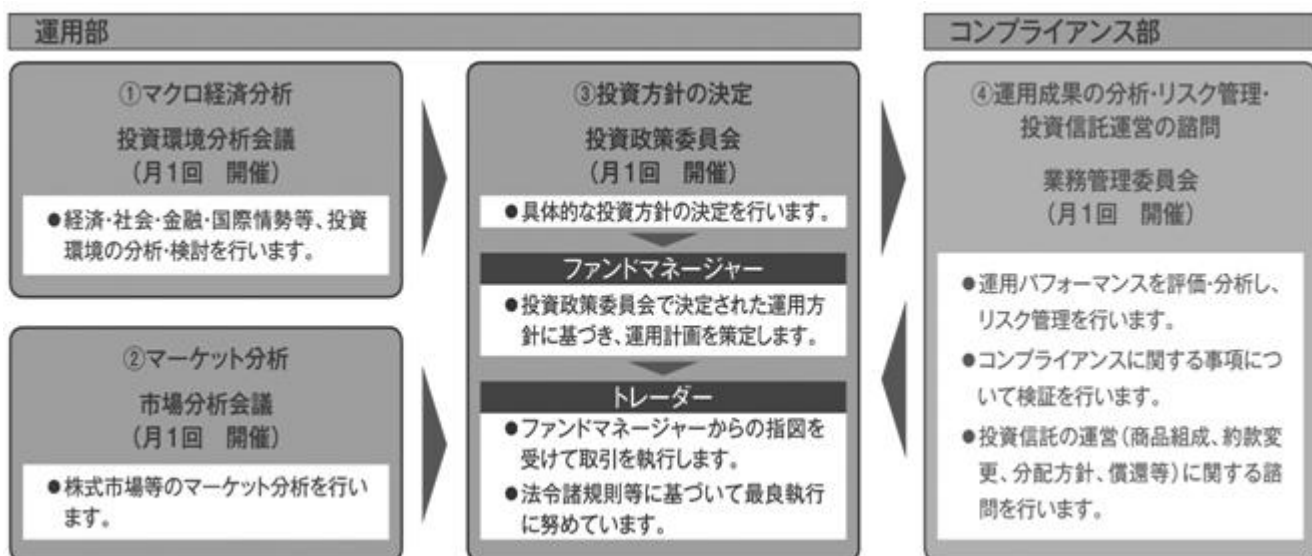 運用部
①マクロ経済分析
投資環境分析会議
（月1回　開催）
●経済・社会・金融・国際情勢等、投資
環境の分析・検討を行います。
②マーケット分析
市場分析会議
（月1回　開催）
●株式市場等のマーケット分析を行い
ます。
③投資方針の決定
投資政策委員会
（月1回　開催）
●具体的な投資方針の決定を行います。
ファンドマネージャー
●投資政策委員会で決定された運用方
針に基づき、運用計画を策定します。
トレーダー
●ファンドマネージャーからの指図を
受けて取引を執行します。
●法令諸規則等に基づいて最良執行
に努めています。
コンプライアンス部
④運用成果の分析・リスク管理・
投資信託運営の諮問
業務管理委員会
（月1回　開催）
●運用パフォーマンスを評価・分析し、
リスク管理を行います。
●コンプライアンスに関する事項につ
いて検証を行います。
●投資信託の運営（商品組成、約款変
更、分配方針、償還等）に関する諮
問を行います。